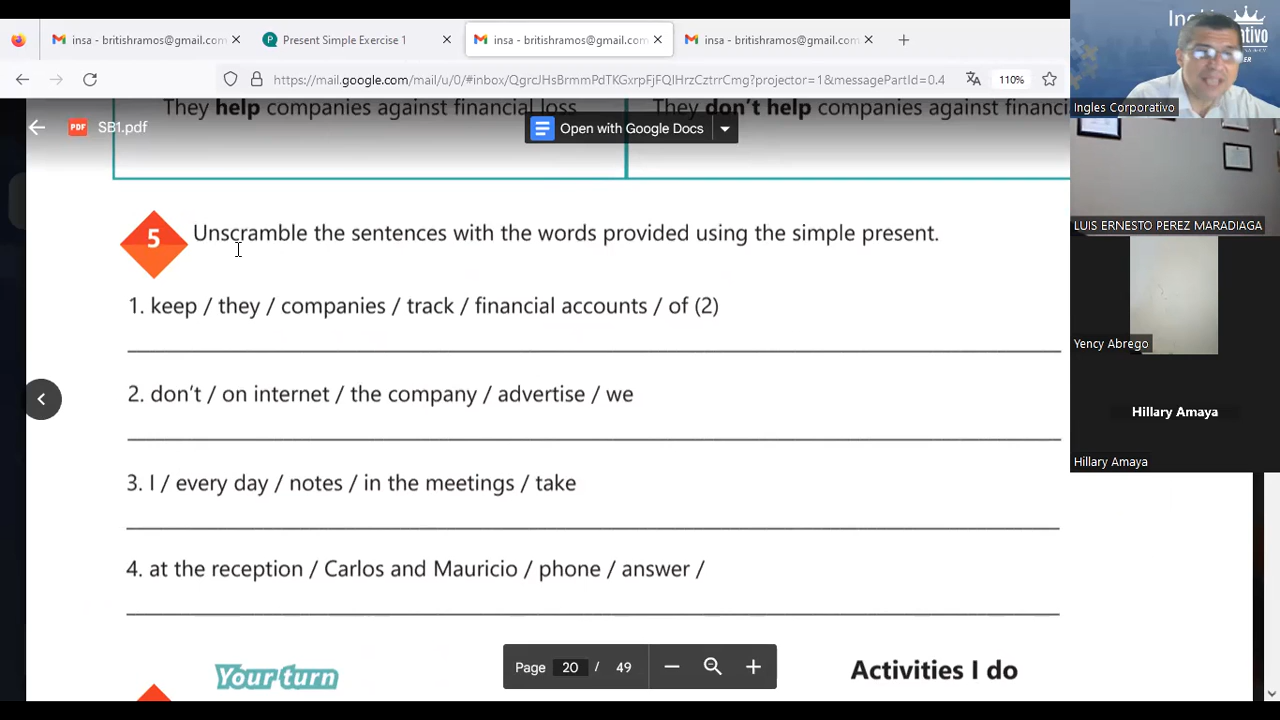 insa - britishramos@gmail.com
Present Simple Exercise 1
insa - britishramos@gmail.com
insa - britishramos@gmail.com
https://mail.google.com/mail/u/0/#inbox/QgrcJHsBrmmPdTKGxrpFjFQIHrzCztrrCmg?projector=1&messagePartId=0.4
110%
They help companies against financial loss
They don't help companies against financi
PDF SB1.pdf
Open with Google Docs
5 Unscramble the sentences with the words provided using the simple present.
1. keep / they / companies / track / financial accounts / of (2)
2. don't / on internet / the company / advertise / we
3. I / every day / notes / in the meetings / take
4. at the reception / Carlos and Mauricio / phone / answer /
Your turn
Activities I do
Page 20 / 49
Ingles Corporativo
LUIS ERNESTO PEREZ MARADIAGA
Yency Abrego
Hillary Amaya
Hillary Amaya